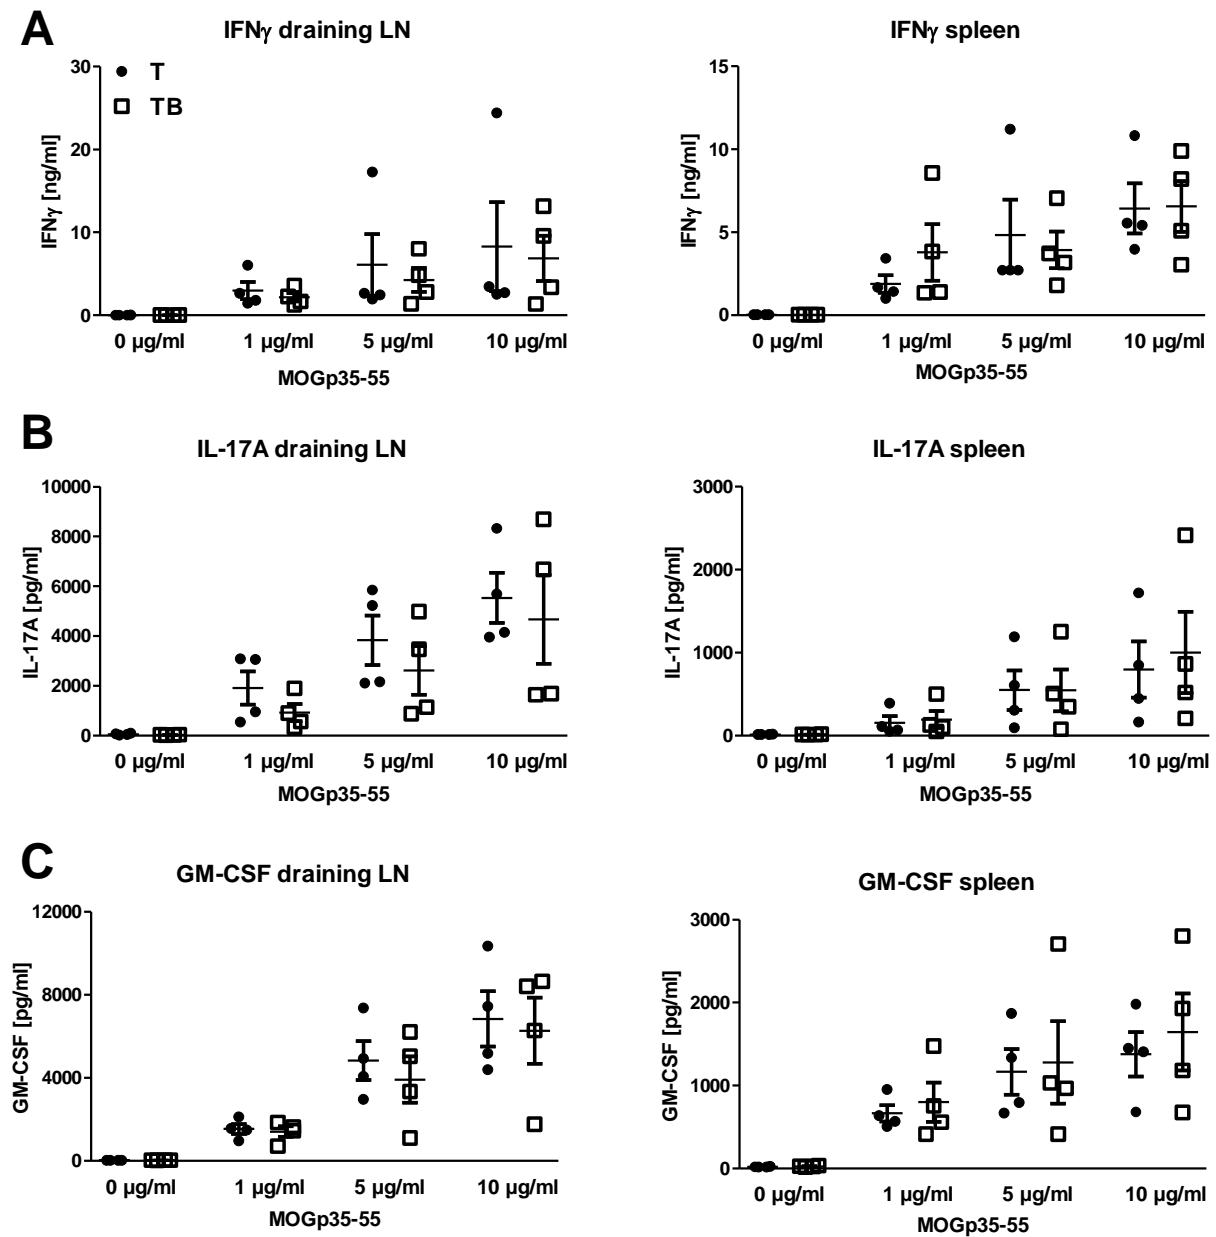 A
IFNγ draining LN
IFNγ spleen
T
TB
IFNγ [ng/ml]
30
20
10
0
0 µg/ml
1 µg/ml
5 µg/ml
10 µg/ml
MOGp35-55
IFNγ [ng/ml]
15
10
5
0
0 µg/ml
1 µg/ml
5 µg/ml
10 µg/ml
MOGp35-55
B
IL-17A draining LN
IL-17A spleen
IL-17A [pg/ml]
10000
8000
6000
4000
2000
0
0 µg/ml
1 µg/ml
5 µg/ml
10 µg/ml
MOGp35-55
IL-17A [pg/ml]
3000
2000
1000
0
0 µg/ml
1 µg/ml
5 µg/ml
10 µg/ml
MOGp35-55
C
GM-CSF draining LN
GM-CSF spleen
GM-CSF [pg/ml]
12000
8000
4000
0
0 µg/ml
1 µg/ml
5 µg/ml
10 µg/ml
MOGp35-55
GM-CSF [pg/ml]
3000
2000
1000
0
0 µg/ml
1 µg/ml
5 µg/ml
10 µg/ml
MOGp35-55